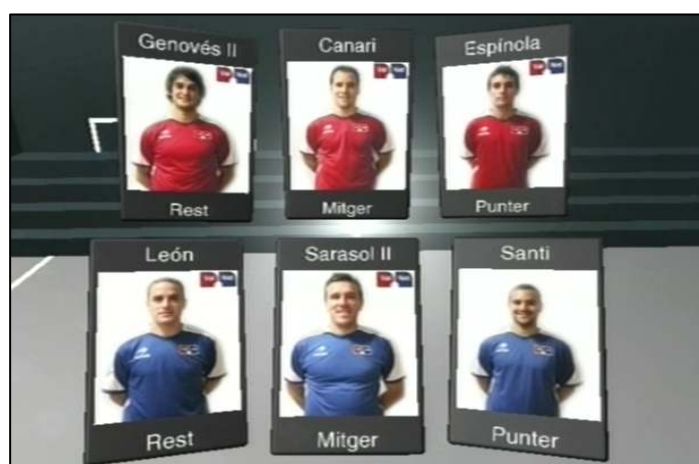 Genovés II
Canari
Espínola
Rest
Mitger
Punter
León
Sarasol II
Santi
Rest
Mitger
Punter